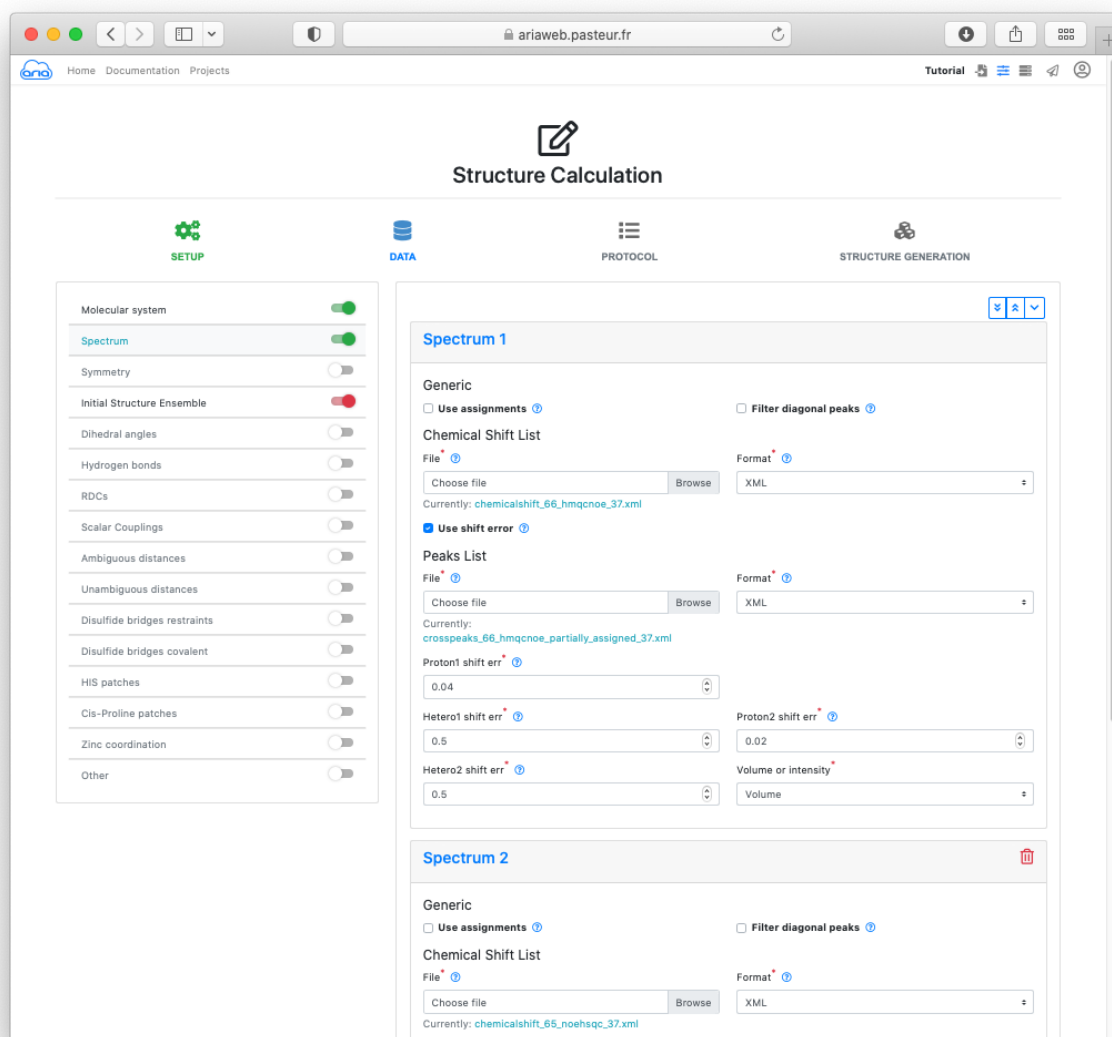 ariaweb.pasteur.fr
aria Home Documentation Projects Tutorial
Structure Calculation
SETUP DATA PROTOCOL STRUCTURE GENERATION
Molecular system
Spectrum
Symmetry
Initial Structure Ensemble
Dihedral angles
Hydrogen bonds
RDCs
Scalar Couplings
Ambiguous distances
Unambiguous distances
Disulfide bridges restraints
Disulfide bridges covalent
HIS patches
Cis-Proline patches
Zinc coordination
Other
Spectrum 1
Generic
Use assignments ? Filter diagonal peaks ?
Chemical Shift List
File* ? Format* ?
Choose file Browse XML
Currently: chemicalshift_66_hmqcnoe_37.xml
Use shift error ?
Peaks List
File* ? Format* ?
Choose file Browse XML
Currently:
crosspeaks_66_hmqcnoe_partially_assigned_37.xml
Proton1 shift err* ?
0.04
Hetero1 shift err* ? Proton2 shift err* ?
0.5 0.02
Hetero2 shift err* ? Volume or intensity*
0.5 Volume
Spectrum 2
Generic
Use assignments ? Filter diagonal peaks ?
Chemical Shift List
File* ? Format* ?
Choose file Browse XML
Currently: chemicalshift_65_noehsqc_37.xml